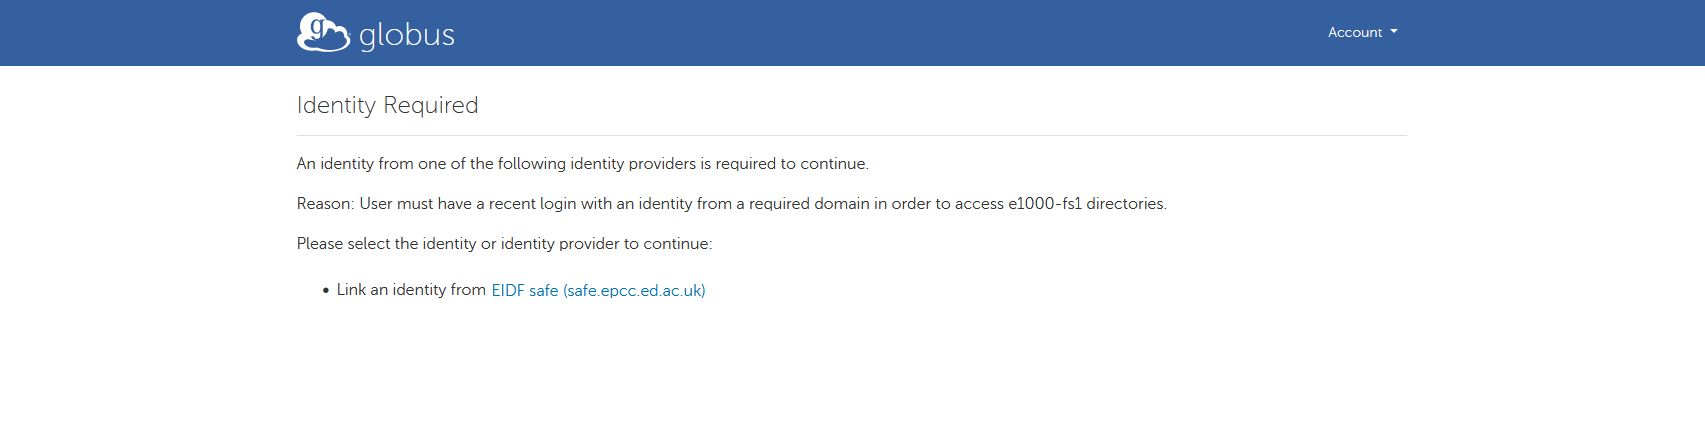 globus
Account
Identity Required
An identity from one of the following identity providers is required to continue.
Reason: User must have a recent login with an identity from a required domain in order to access e1000-fs1 directories.
Please select the identity or identity provider to continue:
• Link an identity from EIDF safe (safe.epcc.ed.ac.uk)